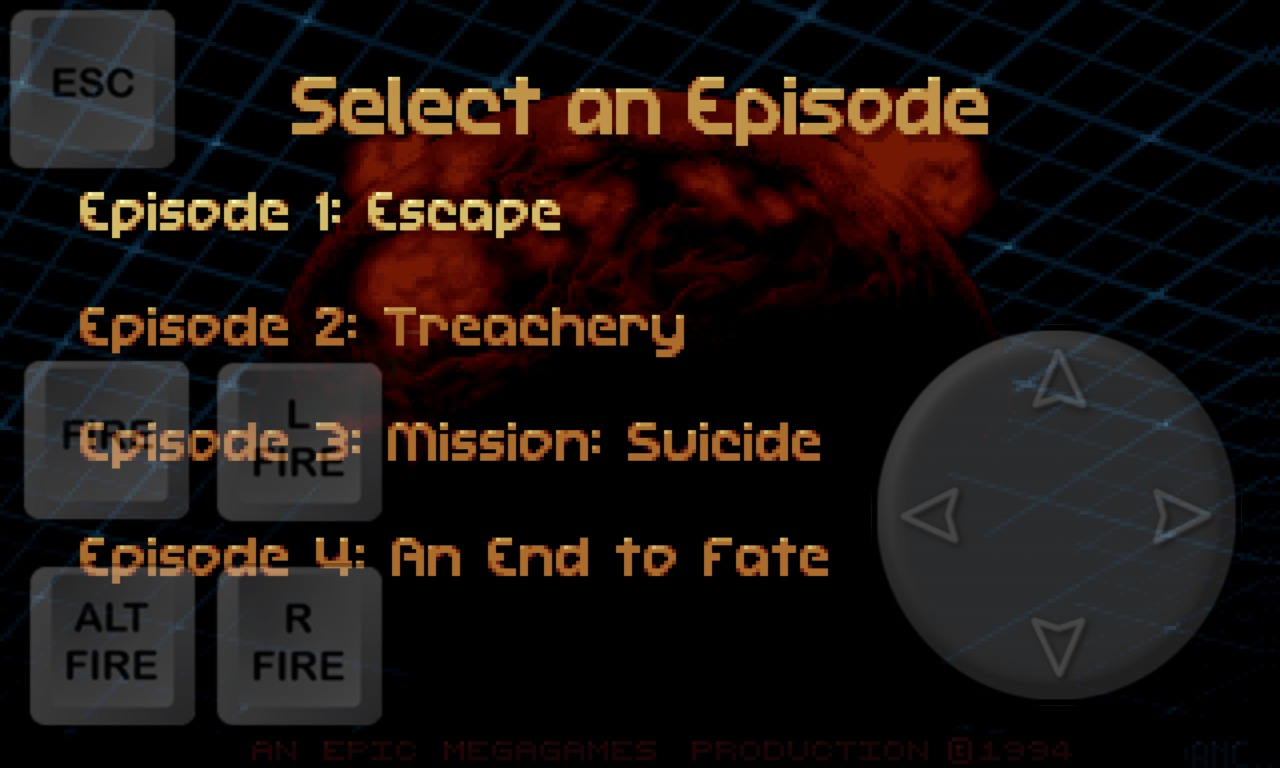 ESC
Select an Episode
Episode 1: Escape
Episode 2: Treachery
Episode 3: Mission: Suicide
FIRE
L
FIRE
Episode 4: An End to Fate
ALT
FIRE
R
FIRE
AN EPIC MEGAGAMES PRODUCTION ©1994